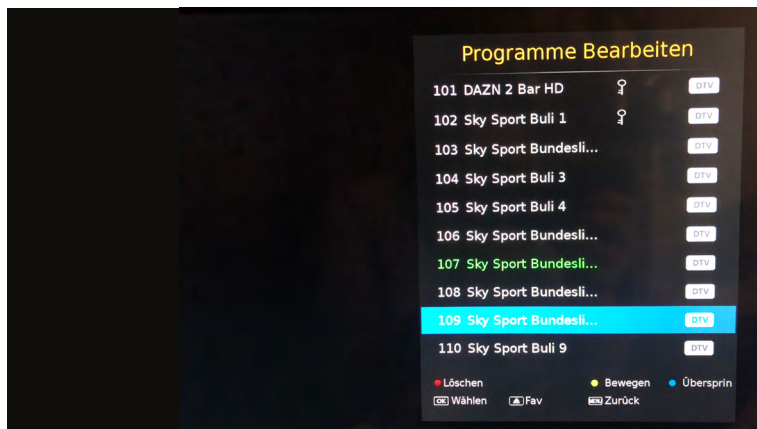 Programme Bearbeiten
101 DAZN 2 Bar HD DTV
102 Sky Sport Buli 1 DTV
103 Sky Sport Bundesli... DTV
104 Sky Sport Buli 3 DTV
105 Sky Sport Buli 4 DTV
106 Sky Sport Bundesli... DTV
107 Sky Sport Bundesli... DTV
108 Sky Sport Bundesli... DTV
109 Sky Sport Bundesli... DTV
110 Sky Sport Buli 9 DTV
Löschen Bewegen Übersprin
OK Wählen Fav MENU Zurück